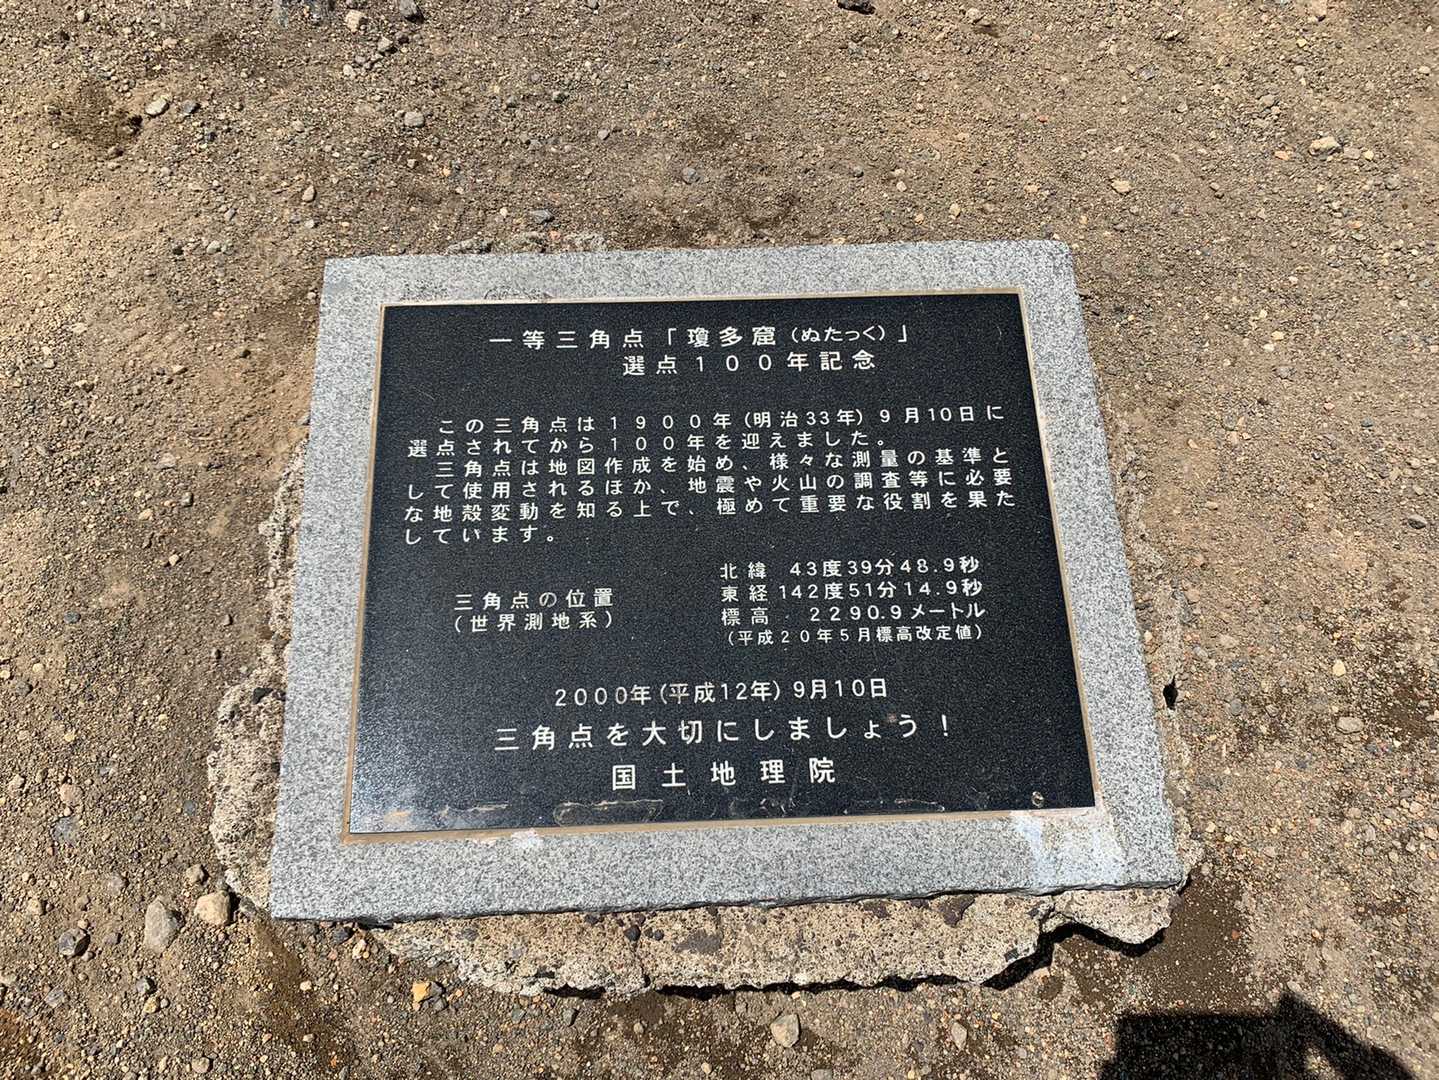 一等三角点「瓊多窟(ぬたっく)」
選点100年記念
この三角点は1900年(明治33年)9月10日に
選点されてから100年を迎えました。
三角点は地図作成を始め、様々な測量の基準と
して使用されるほか、地震や火山の調査等に必要
な地殻変動を知る上で、極めて重要な役割を果た
しています。
三角点の位置
(世界測地系)
北緯 43度39分48.9秒
東経142度51分14.9秒
標高 2290.9メートル
(平成20年5月標高改定値)
2000年(平成12年)9月10日
三角点を大切にしましょう!
国土地理院